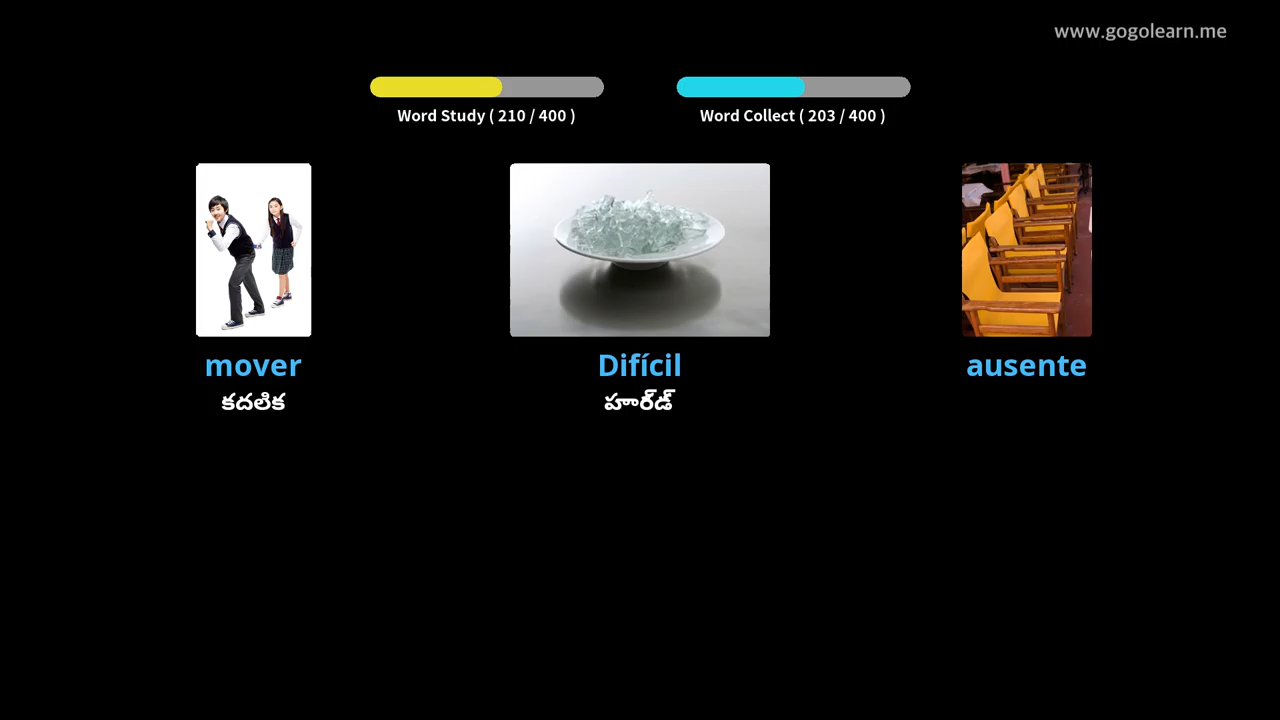 www.gogolearn.me
Word Study ( 210 / 400 )
Word Collect ( 203 / 400 )
mover
Difícil
ausente
కదలిక
హార్డ్